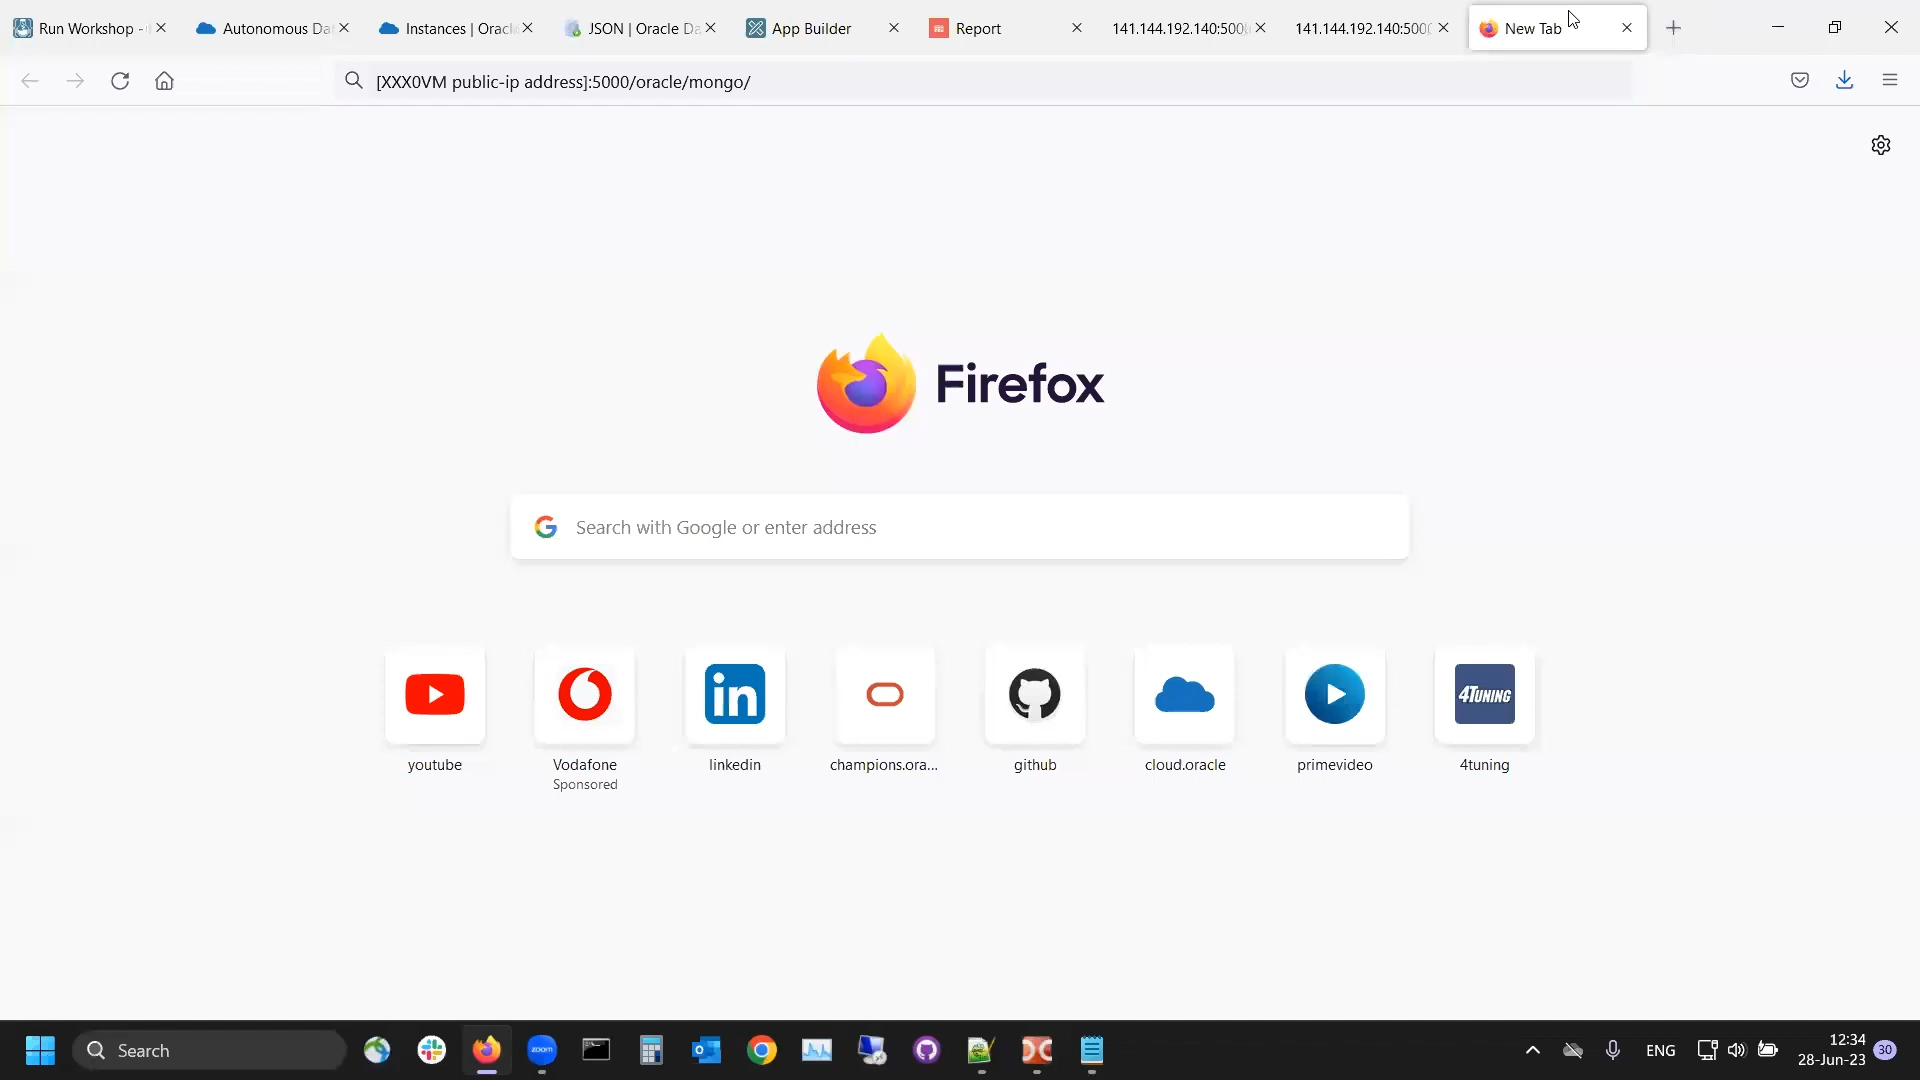 Run Workshop -
Autonomous Dat
Instances | Oracl
JSON | Oracle Da
App Builder
Report
141.144.192.140:500
141.144.192.140:500
New Tab
[XXX0VM public-ip address]:5000/oracle/mongo/
Firefox
Search with Google or enter address
youtube
Vodafone
Sponsored
linkedin
champions.ora...
github
cloud.oracle
primevideo
4TUNING
4tuning
Search
zoom
ENG
12:34
28-Jun-23
30